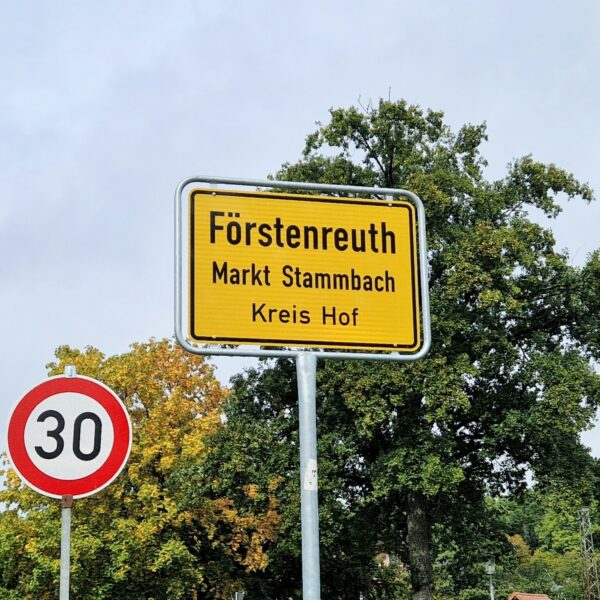 Förstenreuth
Markt Stammbach
Kreis Hof
30